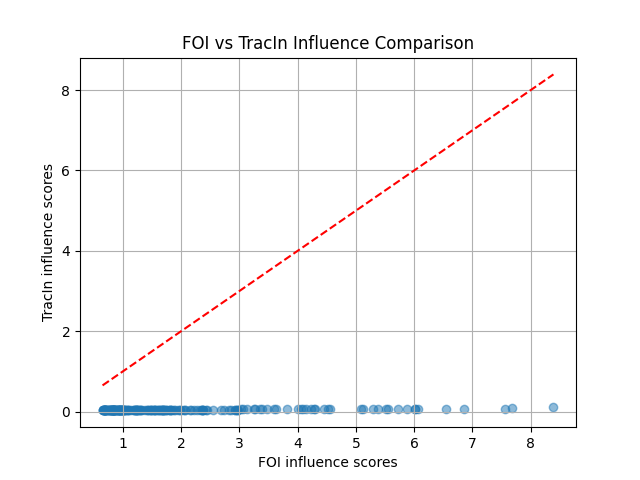 FOI vs TracIn Influence Comparison
TracIn influence scores
8
6
4
2
0
1 2 3 4 5 6 7 8
FOI influence scores